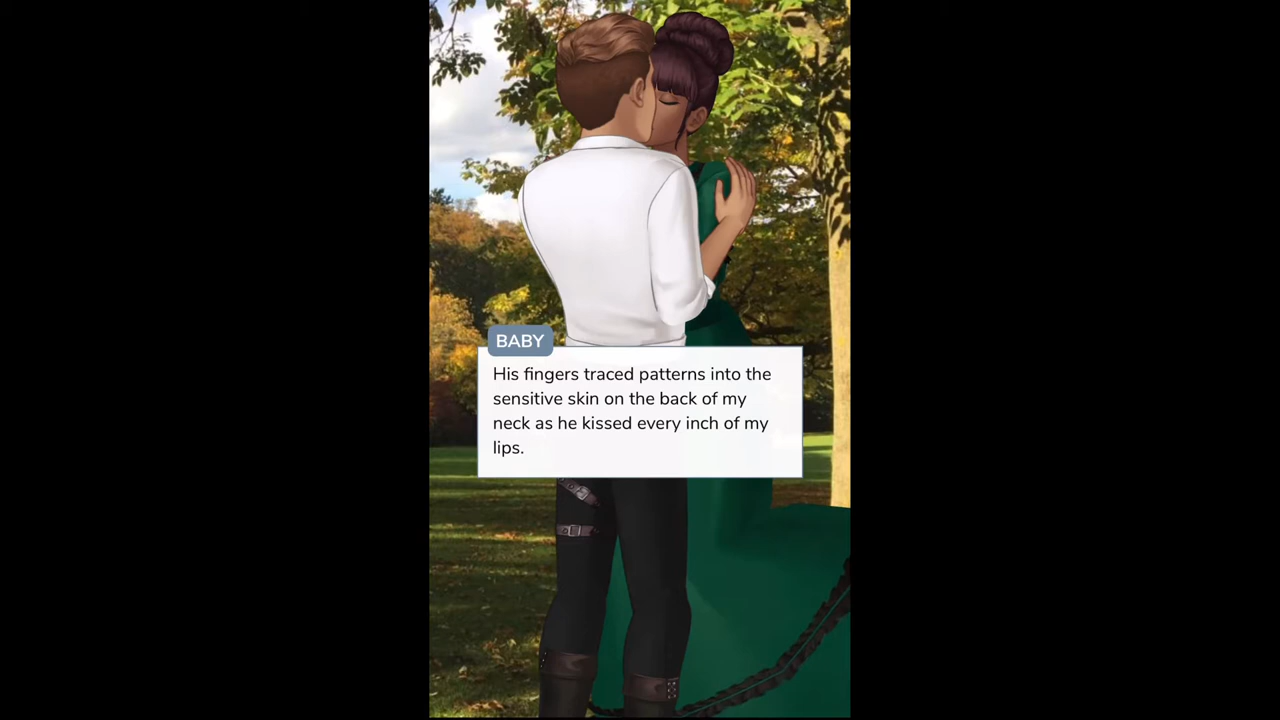 BABY
His fingers traced patterns into the
sensitive skin on the back of my
neck as he kissed every inch of my
lips.